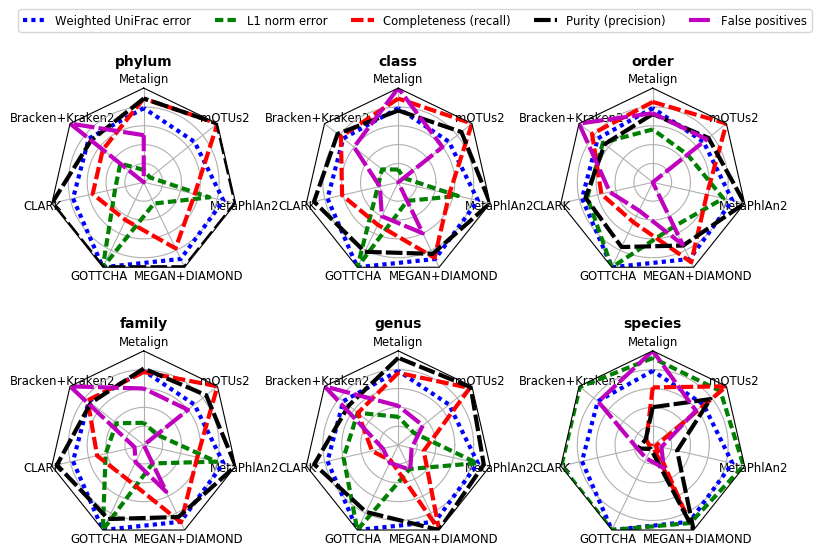 Weighted UniFrac error L1 norm error Completeness (recall) Purity (precision) False positives
phylum class order
Metalign Metalign Metalign
Bracken+Kraken2 mOTUs2 Bracken+Kraken2 mOTUs2 Bracken+Kraken2 mOTUs2
CLARK MetaPhlAn2 CLARK MetaPhlAn2 CLARK MetaPhlAn2
GOTTCHA MEGAN+DIAMOND GOTTCHA MEGAN+DIAMOND GOTTCHA MEGAN+DIAMOND
family genus species
Metalign Metalign Metalign
Bracken+Kraken2 mOTUs2 Bracken+Kraken2 mOTUs2 Bracken+Kraken2 mOTUs2
CLARK MetaPhlAn2 CLARK MetaPhlAn2 CLARK MetaPhlAn2
GOTTCHA MEGAN+DIAMOND GOTTCHA MEGAN+DIAMOND GOTTCHA MEGAN+DIAMOND